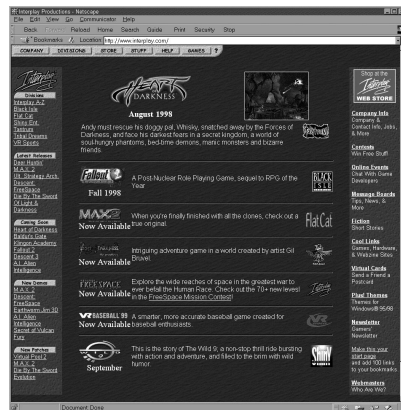 Interplay Productions - Netscape
File Edit View Go Communicator Help
Back Reload Home Search Guide Print Security Stop
Bookmarks Location: http://www.interplay.com/
COMPANY DIVISIONS STORE STUFF HELP GAMES ?
Interplay
Divisions
Interplay A-Z
Black Isle
Flat Cat
Shiny Ent.
Tantrum
Tribal Dreams
VR Sports
Latest Releases
Deer Huntin'
M.A.X. 2
Ult. Strategy Arch.
Descent:
FreeSpace
Die By The Sword
Of Light &
Darkness
Coming Soon
Heart of Darkness
Baldur's Gate
Klingon Academy
Fallout 2
Descent 3
A.I. Alien
Intelligence
New Demos
M.A.X. 2
Descent:
FreeSpace
Earthworm Jim 3D
A.I. Alien
Intelligence
Secret of Vulcan
Fury
New Patches
Virtual Pool 2
M.A.X. 2
Die By The Sword
Evolution
HEART
OF
DARKNESS
August 1998
Andy must rescue his doggy pal, Whisky, snatched away by the Forces of
Darkness, and face his darkest fears in a secret kingdom, a world of
soul-hungry phantoms, bed-time demons, manic monsters and bizarre
friends.
Fallout 2
Fall 1998
A Post-Nuclear Role Playing Game, sequel to RPG of the
Year
BLACK
ISLE
MAX2
Now Available
When you're finally finished with all the clones, check out a
true original.
FlatCat
Now Available
Intriguing adventure game in a world created by artist Gil
Bruvel.
FREESPACE
Now Available
Explore the wide reaches of space in the greatest war to
ever befall the Human Race. Check out the 70+ new levels
in the FreeSpace Mission Contest!
Interplay
VR BASEBALL 99
Now Available
A smarter, more accurate baseball game created for
baseball enthusiasts.
VR
September
This is the story of The Wild 9; a non-stop thrill ride bursting
with action and adventure, and filled to the brim with wild
humor.
SHINY
Shop at the
Interplay
WEB STORE
Company Info
Company &
Contact Info, Jobs,
More
Contests
Win Free Stuff!
Online Events
Chat With Game
Developers
Message Boards
Tips, News, &
More
Fiction
Short Stories
Cool Links
Games, Hardware,
& Webzine Sites
Virtual Cards
Send a Friend a
Postcard
Plus! Themes
Themes for
Windows® 95/98
Newsletter
Gamers'
Newsletter
Make this your
start page
and add 100 links
to your bookmarks
Webmasters
Who Are We?
Document Done